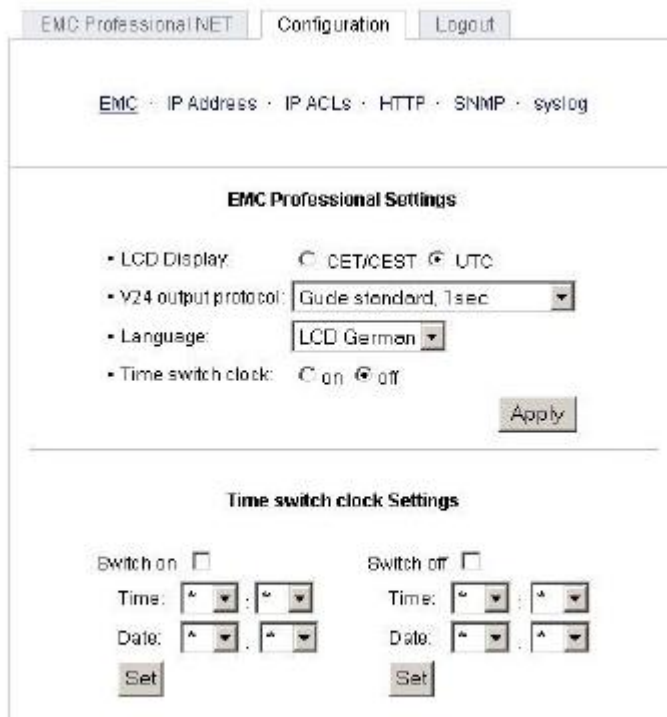 EMC Professional NET Configuration Logout
EMC · IP Address · IP ACLs · HTTP · SNMP · syslog
EMC Professional Settings
▪ LCD Display: CET/CEST UTC
▪ V24 output protocol: Gude standard, 1sec
▪ Language: LCD German
▪ Time switch clock: on off
Apply
Time switch clock Settings
Switch on Switch off
Time: * : * Time: * : *
Date: * . * Date: * . *
Set Set